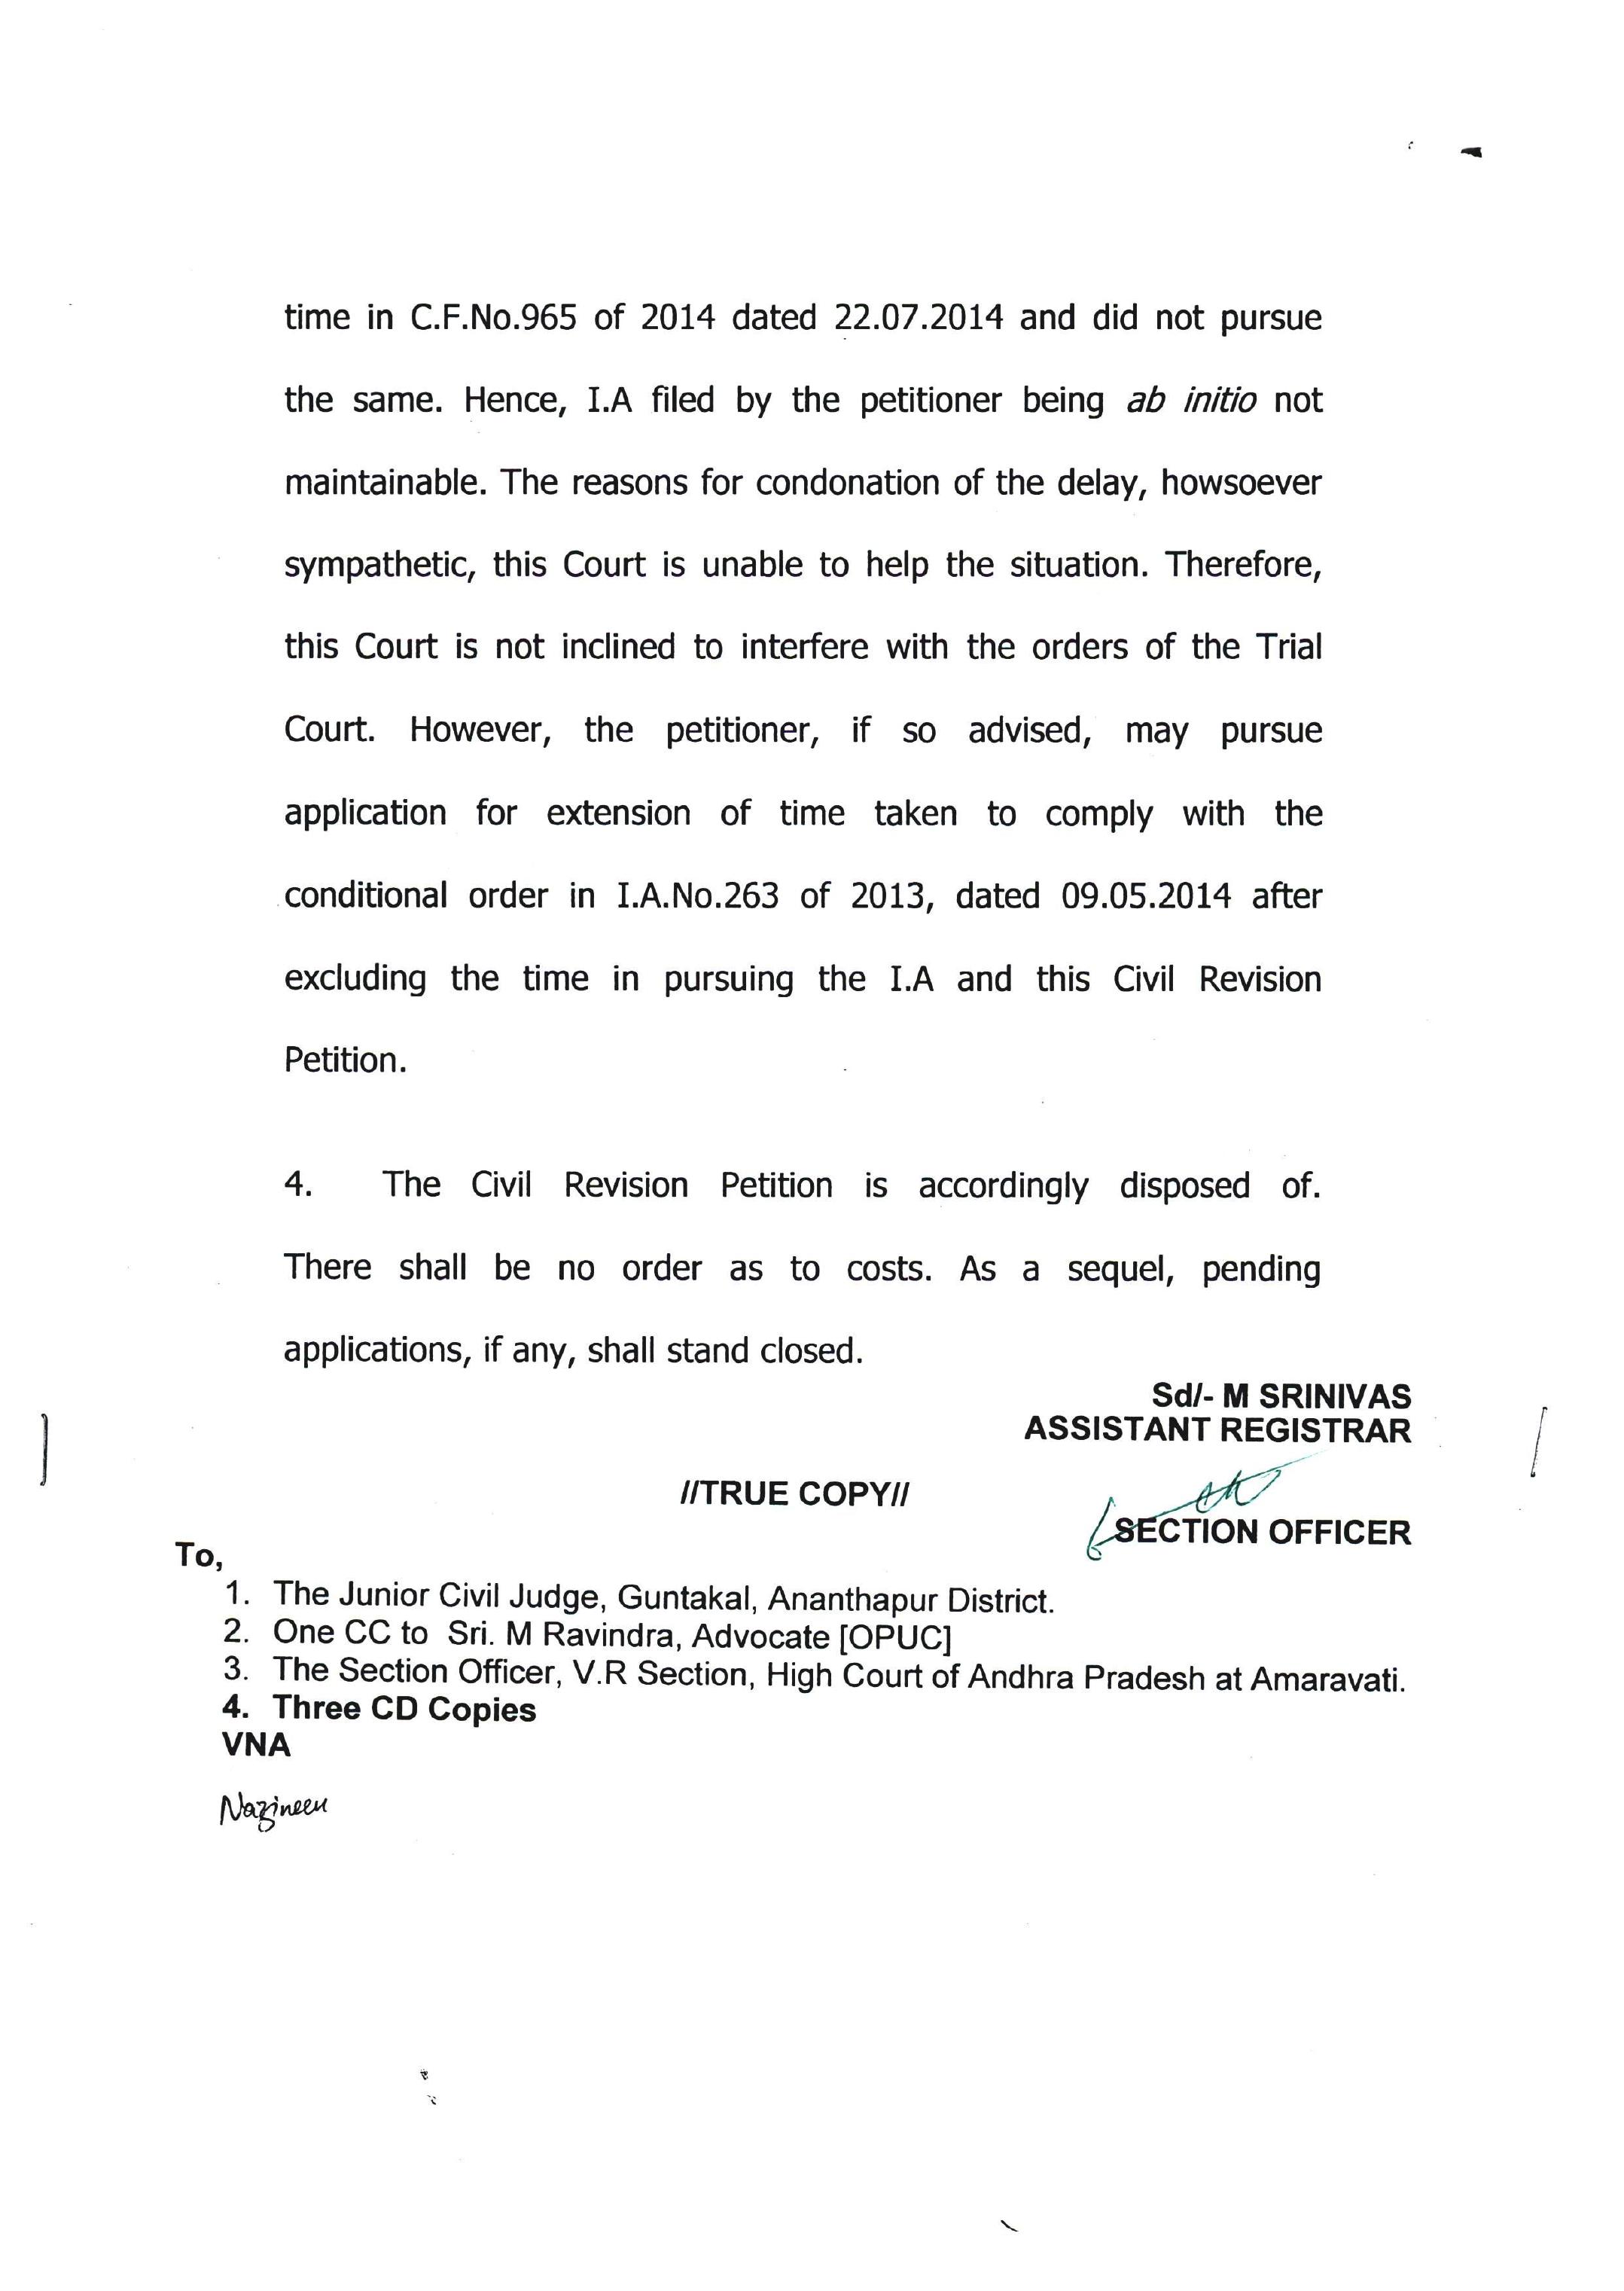 time in C.F.No.965 of 2014 dated 22.07.2014 and did not pursue
the same. Hence, I.A filed by the petitioner being ab initio not
maintainable. The reasons for condonation of the delay, howsoever
sympathetic, this Court is unable to help the situation. Therefore,
this Court is not inclined to interfere with the orders of the Trial
Court. However, the petitioner, if so advised, may pursue
application for extension of time taken to comply with the
conditional order in I.A.No.263 of 2013, dated 09.05.2014 after
excluding the time in pursuing the I.A and this Civil Revision
Petition.
4. The Civil Revision Petition is accordingly disposed of.
There shall be no order as to costs. As a sequel, pending
applications, if any, shall stand closed.
Sd/- M SRINIVAS
ASSISTANT REGISTRAR
//TRUE COPY//
SECTION OFFICER
To,
1. The Junior Civil Judge, Guntakal, Ananthapur District.
2. One CC to Sri. M Ravindra, Advocate [OPUC]
3. The Section Officer, V.R Section, High Court of Andhra Pradesh at Amaravati.
4. Three CD Copies
VNA
Nazineen